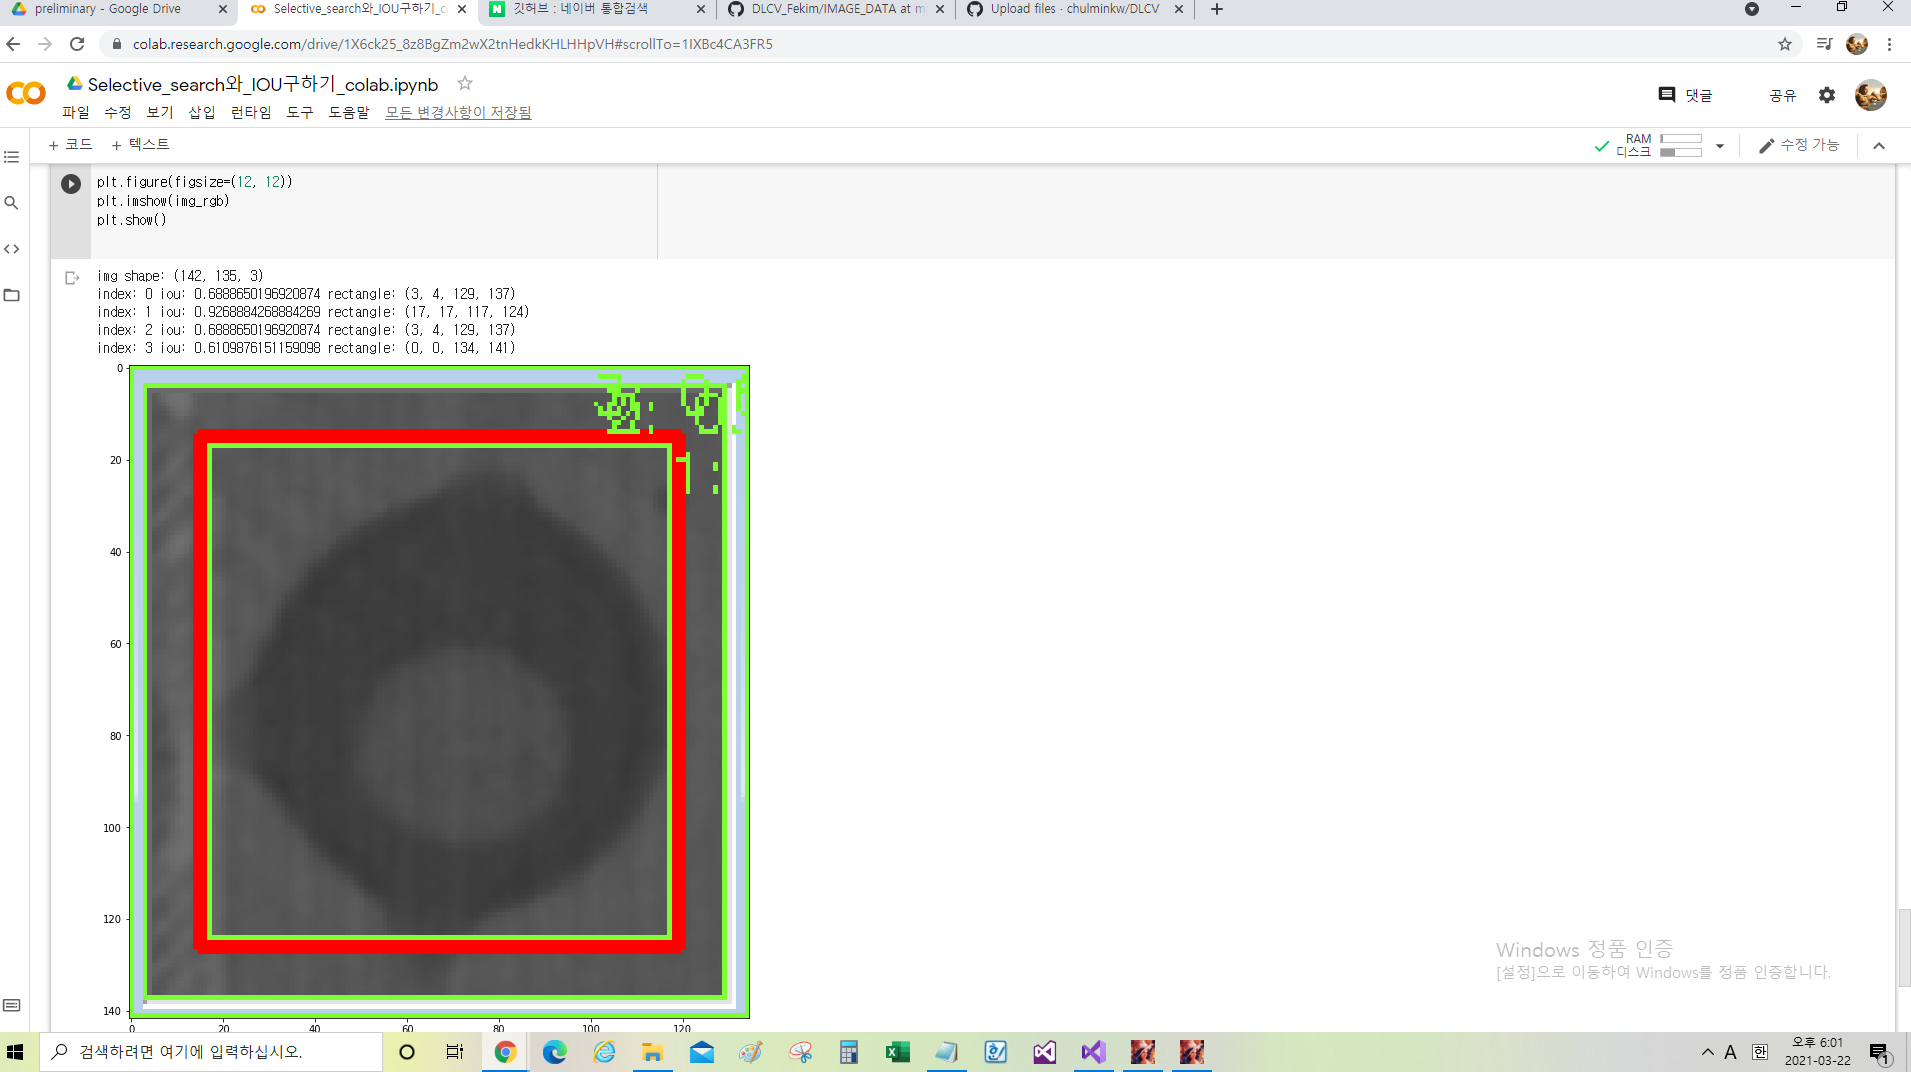 preliminary - Google Drive
Selective_search와_IOU구하기_c
깃허브 : 네이버 통합검색
DLCV_Fekim/IMAGE_DATA at m
Upload files · chulminkw/DLCV
colab.research.google.com/drive/1X6ck25_8z8BgZm2wX2tnHedkKHLHHpVH#scrollTo=1IXBc4CA3FR5
Selective_search와_IOU구하기_colab.ipynb
댓글
공유
파일 수정 보기 삽입 런타임 도구 도움말 모든 변경사항이 저장됨
+ 코드 + 텍스트
RAM
디스크
수정 가능
plt.figure(figsize=(12, 12))
plt.imshow(img_rgb)
plt.show()
img shape: (142, 135, 3)
index: 0 iou: 0.6888650196920874 rectangle: (3, 4, 129, 137)
index: 1 iou: 0.9268884268884269 rectangle: (17, 17, 117, 124)
index: 2 iou: 0.6888650196920874 rectangle: (3, 4, 129, 137)
index: 3 iou: 0.6109876151159098 rectangle: (0, 0, 134, 141)
0
20
40
60
80
100
120
140
0 20 40 60 80 100 120
1:
Windows 정품 인증
[설정]으로 이동하여 Windows를 정품 인증합니다.
검색하려면 여기에 입력하십시오.
A
한
오후 6:01
2021-03-22
1